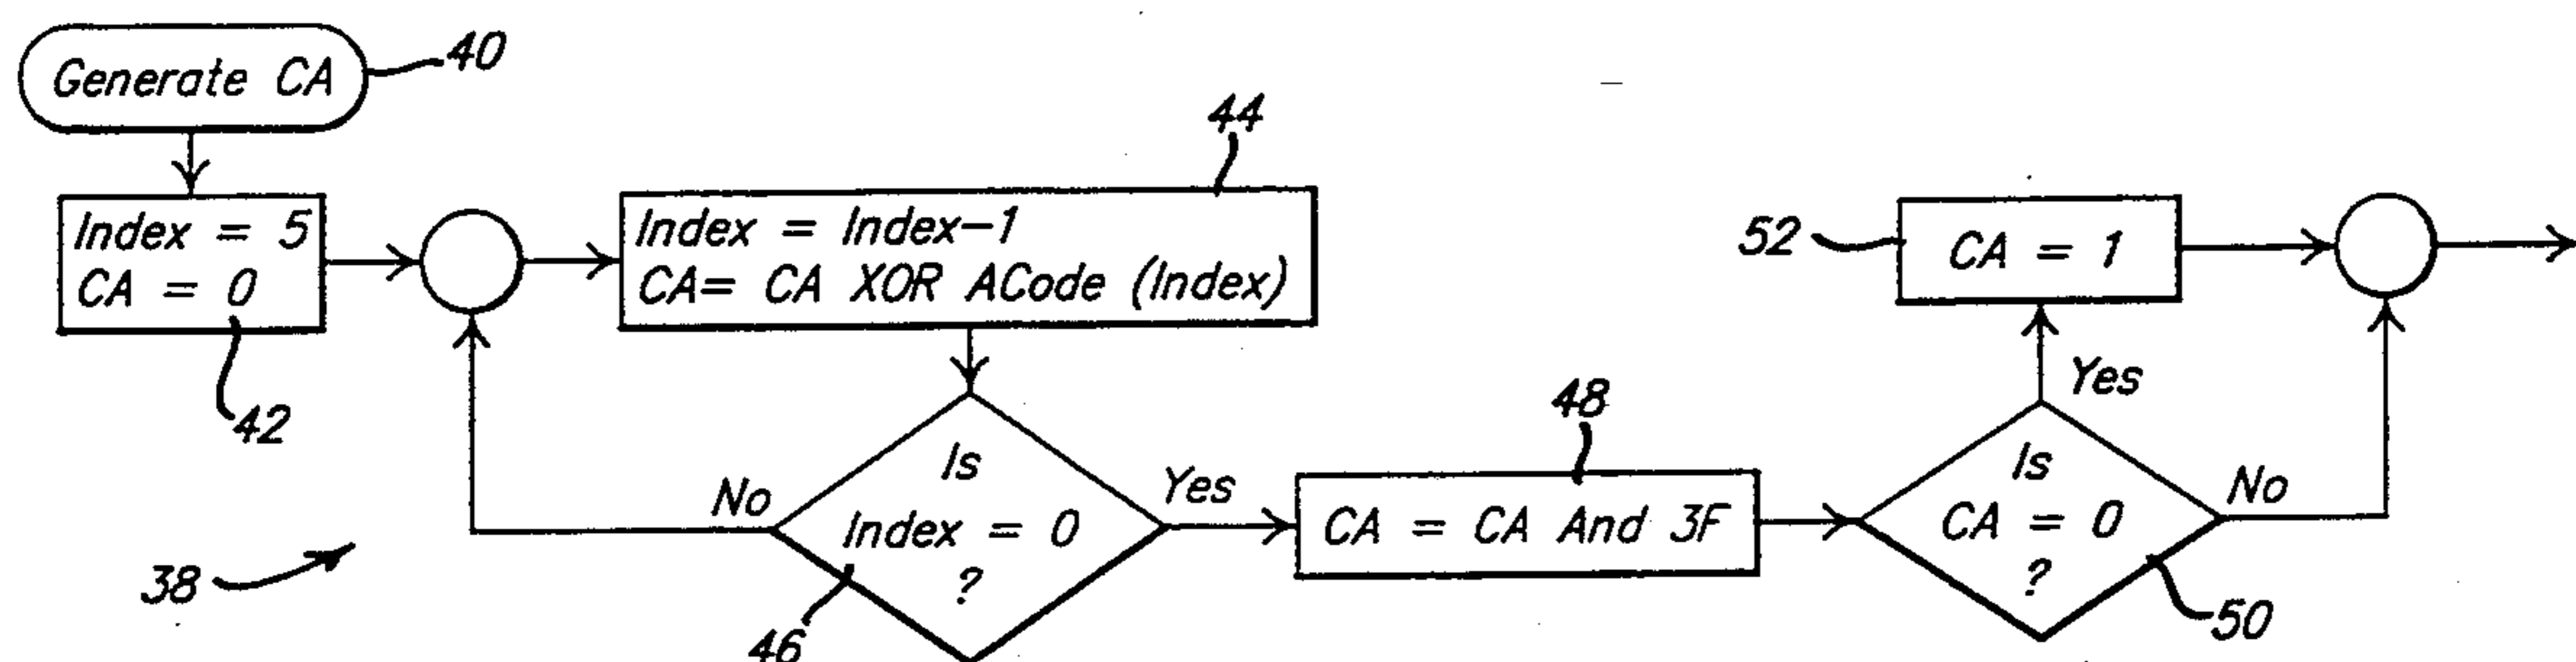 Generate CA
40
Index = 5
CA = 0
42
44
Index = Index-1
CA= CA XOR ACode (Index)
Is
Index = 0
?
No
Yes
46
38
48
CA = CA And 3F
Is
CA = 0
?
Yes
No
50
52
CA = 1